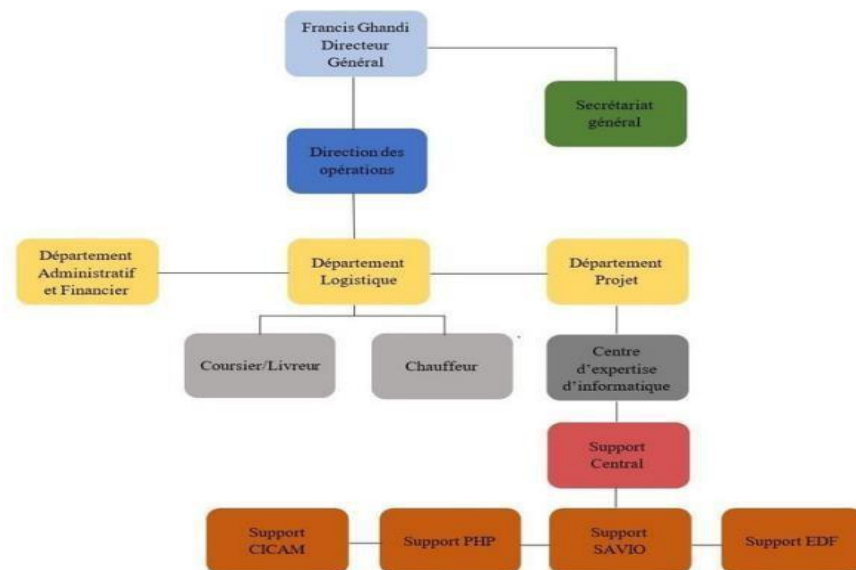 Francis Ghandi
Directeur
Général
Secrétariat
général
Direction des
opérations
Département
Administratif
et Financier
Département
Logistique
Département
Projet
Coursier/Livreur
Chauffeur
Centre
d'expertise
d'informatique
Support
Central
Support
CICAM
Support PHP
Support
SAVIO
Support EDF